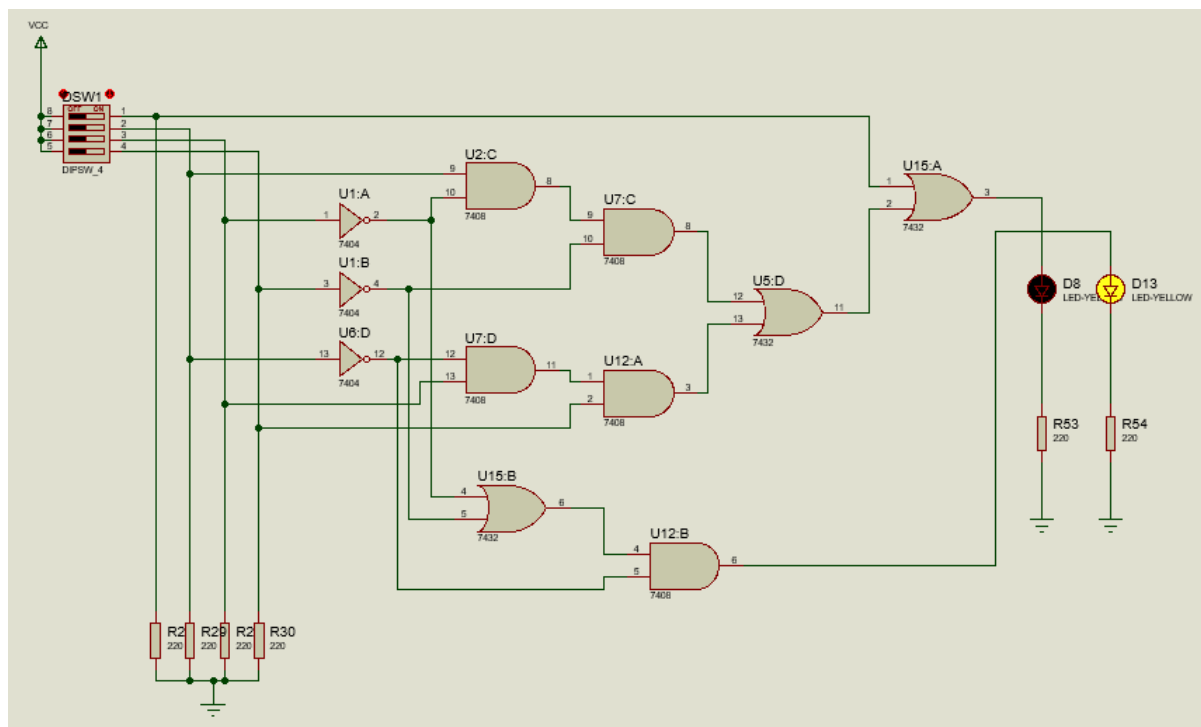 VCC
DSW1
OFF ON
8 1
7 2
6 3
5 4
DIPSW_4
U2:C
9
10
8
7408
U1:A
1 2
7404
U7:C
9
10
8
7408
U15:A
1
2
3
7432
U1:B
3 4
7404
U5:D
12
13
11
7432
D8
LED-YE
D13
LED-YELLOW
U6:D
13 12
7404
U7:D
12
13
11
7408
U12:A
1
2
3
7408
R53
220
R54
220
U15:B
4
5
6
7432
U12:B
4
5
6
7408
R2
220
R29
220
R2
220
R30
220